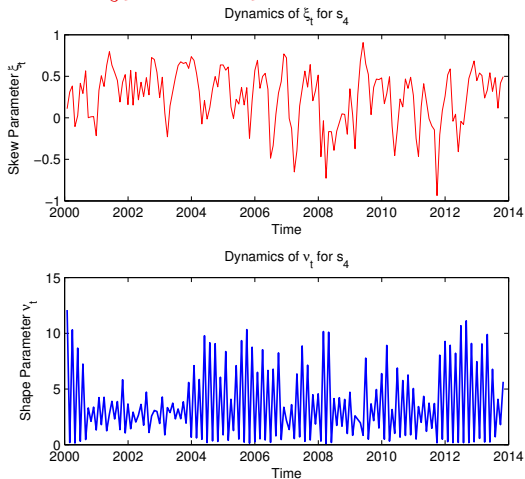 Dynamics of ξt for s4
1
0.5
0
−0.5
−1
Skew Parameter ξt
2000 2002 2004 2006 2008 2010 2012 2014
Time
Dynamics of νt for s4
15
10
5
0
Shape Parameter νt
2000 2002 2004 2006 2008 2010 2012 2014
Time